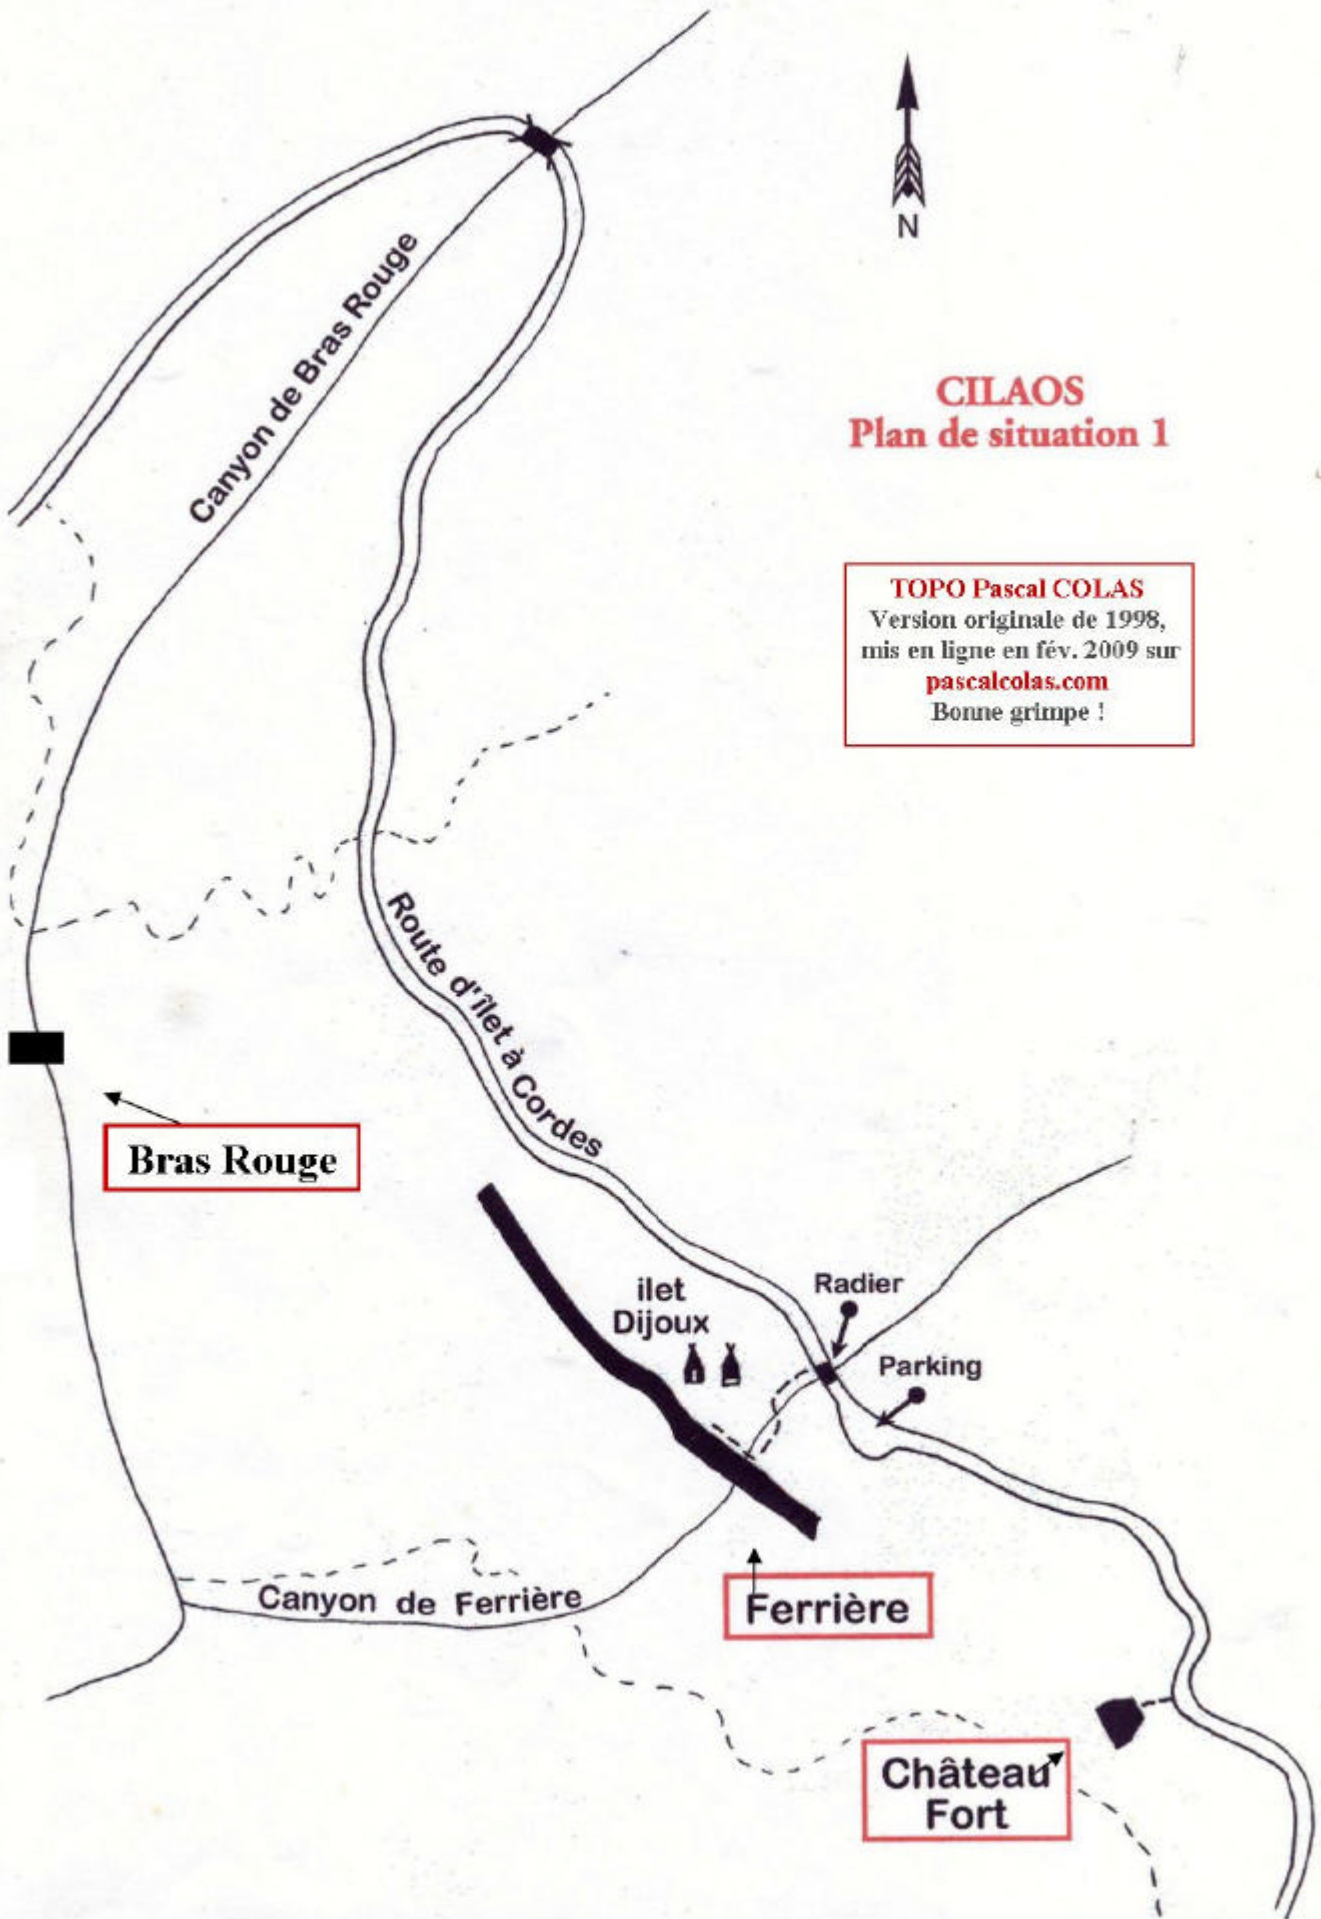 N
Canyon de Bras Rouge
CILAOS
Plan de situation 1
TOPO Pascal COLAS
Version originale de 1998,
mis en ligne en fév. 2009 sur
pascalcolas.com
Bonne grimpe !
Route d'îlet à Cordes
Bras Rouge
ilet
Dijoux
Radier
Parking
Canyon de Ferrière
Ferrière
Château
Fort